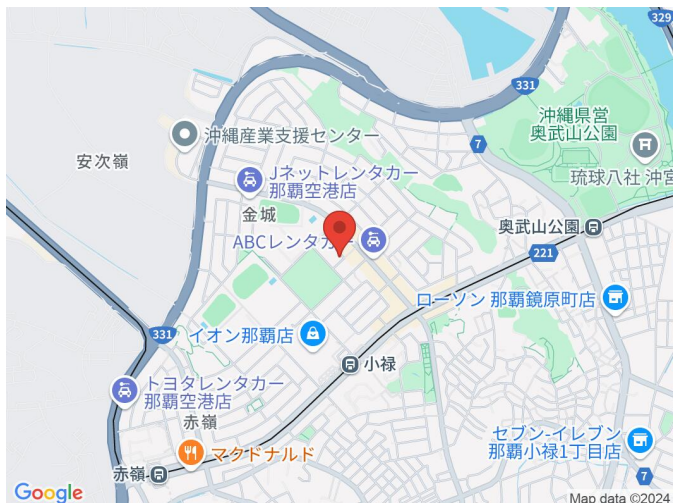 329
331
沖縄県営
奥武山公園
沖縄産業支援センター
7
安次嶺
Jネットレンタカー
那覇空港店
琉球八社 沖宮
金城
奥武山公園
ABCレンタカー
221
ローソン 那覇鏡原町店
331
イオン那覇店
小禄
トヨタレンタカー
那覇空港店
赤嶺
セブン-イレブン
那覇小禄1丁目店
マクドナルド
赤嶺
7
Google
Map data ©2024